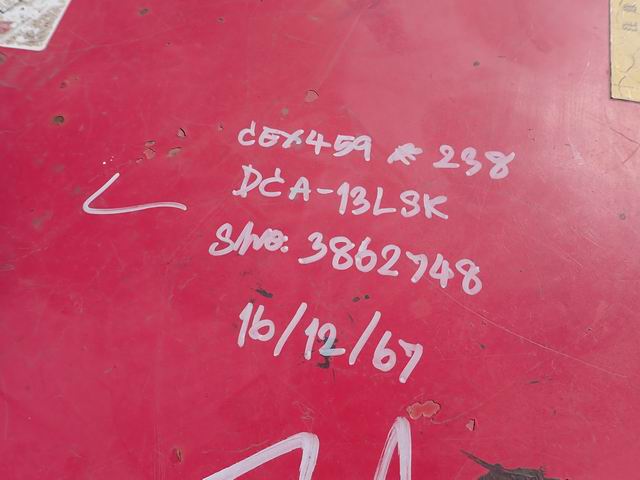 CEX459 * 238
DCA-13LSK
S/No. 3862748
16/12/67